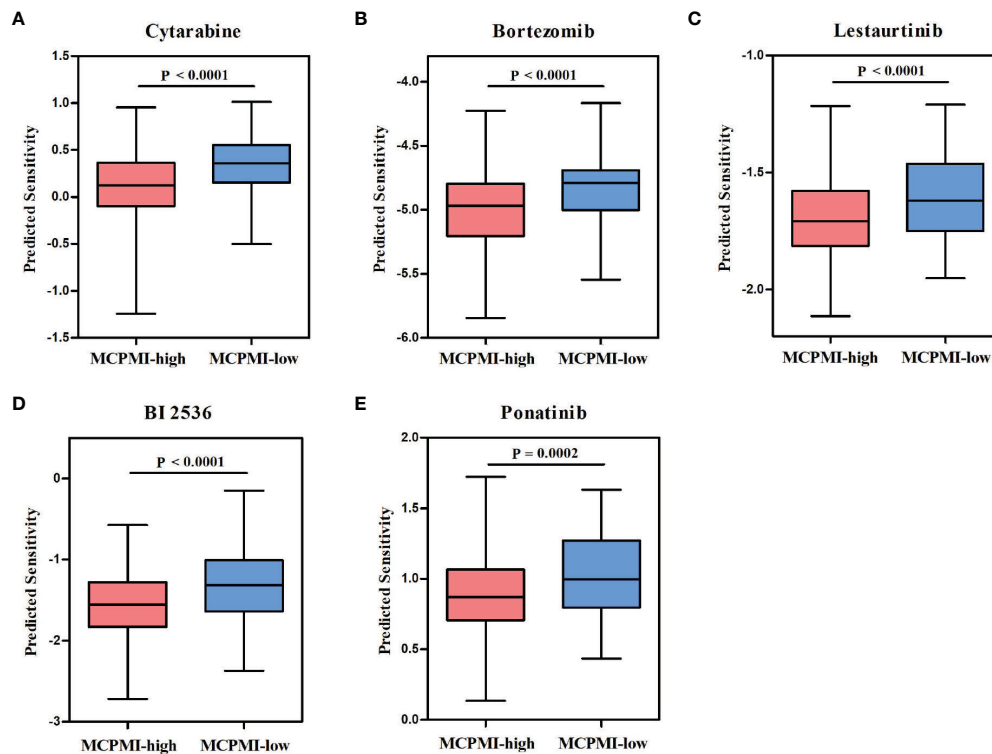 A
Cytarabine
P < 0.0001
Predicted Sensitivity
1.5
1.0
0.5
0.0
-0.5
-1.0
-1.5
MCPMI-high MCPMI-low
B
Bortezomib
P < 0.0001
Predicted Sensitivity
-4.0
-4.5
-5.0
-5.5
-6.0
MCPMI-high MCPMI-low
C
Lestaurtinib
P < 0.0001
Predicted Sensitivity
-1.0
-1.5
-2.0
MCPMI-high MCPMI-low
D
BI 2536
P < 0.0001
Predicted Sensitivity
0
-1
-2
-3
MCPMI-high MCPMI-low
E
Ponatinib
P = 0.0002
Predicted Sensitivity
2.0
1.5
1.0
0.5
0.0
MCPMI-high MCPMI-low